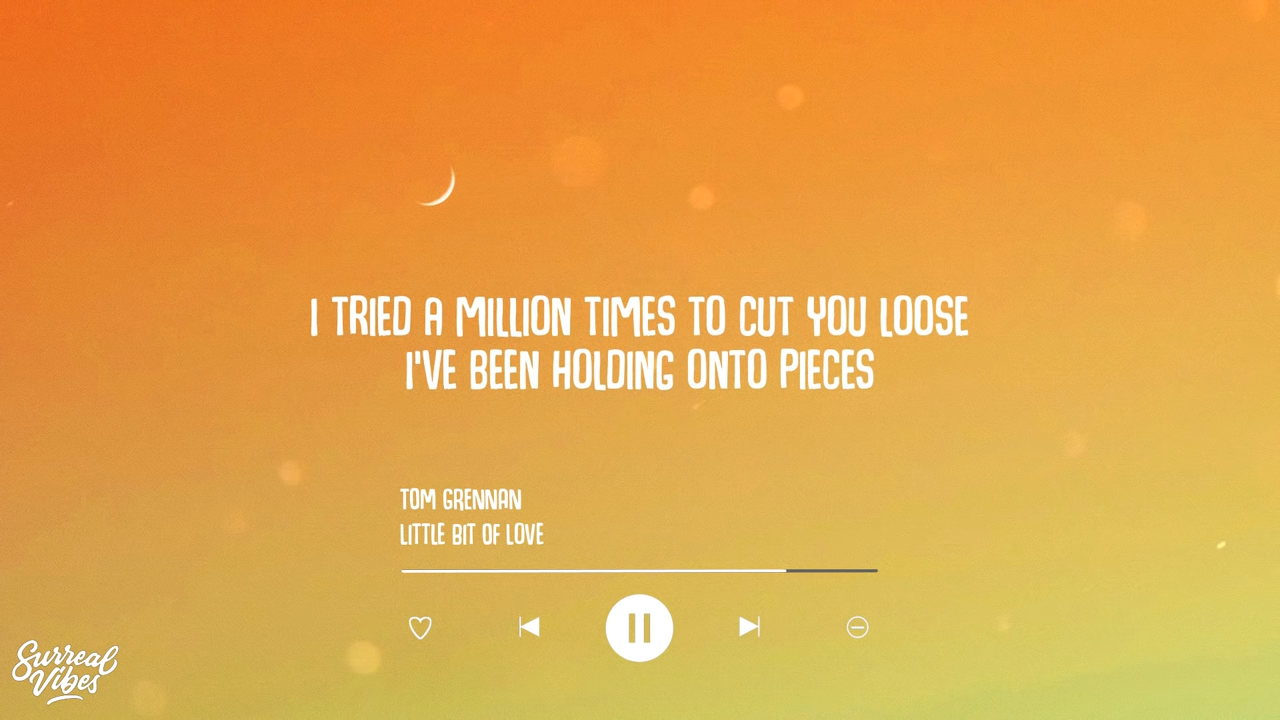 I TRIED A MILLION TIMES TO CUT YOU LOOSE
I'VE BEEN HOLDING ONTO PIECES
TOM GRENNAN
LITTLE BIT OF LOVE
Surreal
Vibes